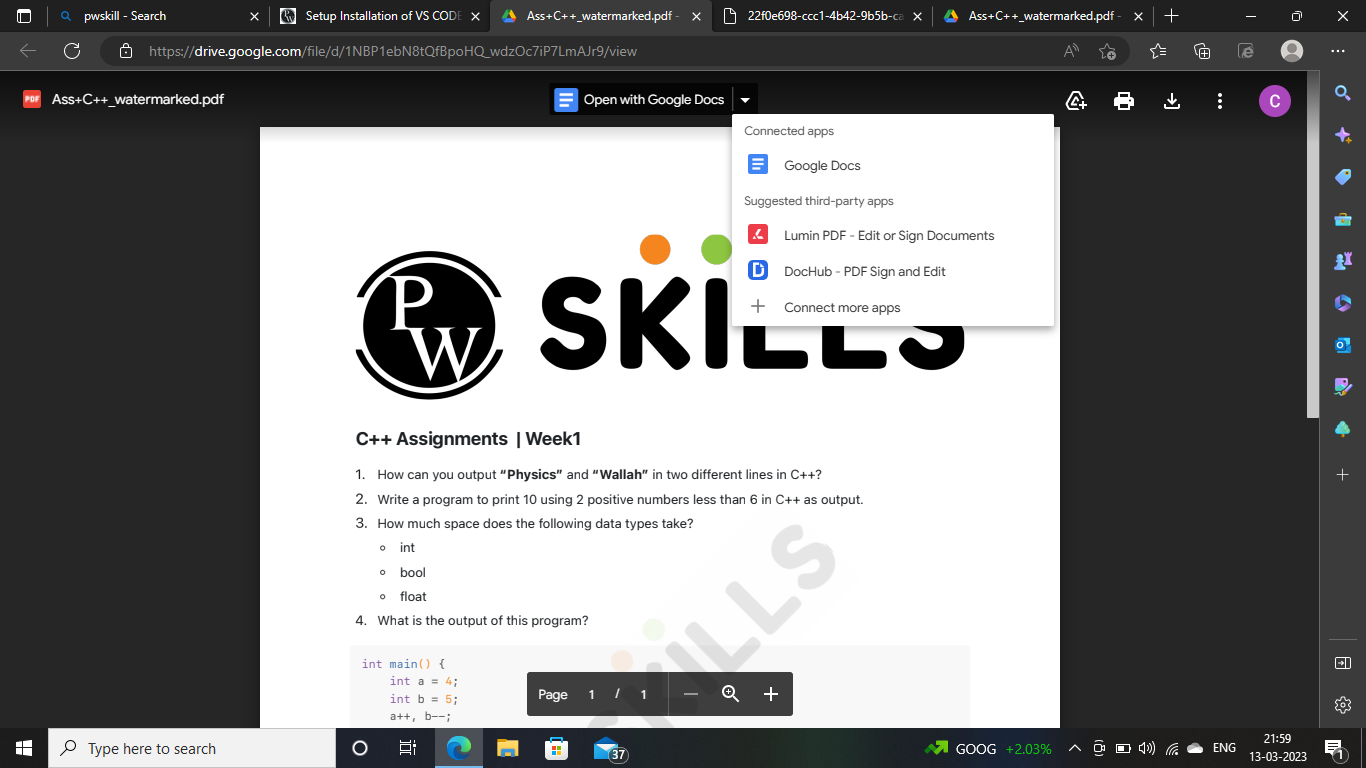 pwskill - Search
Setup Installation of VS CODE
Ass+C++_watermarked.pdf -
22f0e698-ccc1-4b42-9b5b-ca
Ass+C++_watermarked.pdf -
https://drive.google.com/file/d/1NBP1ebN8tQfBpoHQ_wdzOc7iP7LmAJr9/view
PDF
Ass+C++_watermarked.pdf
Open with Google Docs
C
Connected apps
Google Docs
Suggested third-party apps
Lumin PDF - Edit or Sign Documents
DocHub - PDF Sign and Edit
Connect more apps
PW
SKILLS
C++ Assignments | Week1
1. How can you output “Physics” and “Wallah” in two different lines in C++?
2. Write a program to print 10 using 2 positive numbers less than 6 in C++ as output.
3. How much space does the following data types take?
int
bool
float
4. What is the output of this program?
SKILLS
int main() {
int a = 4;
int b = 5;
a++, b--;
Page 1 / 1
Type here to search
37
GOOG +2.03%
ENG
21:59
13-03-2023
1